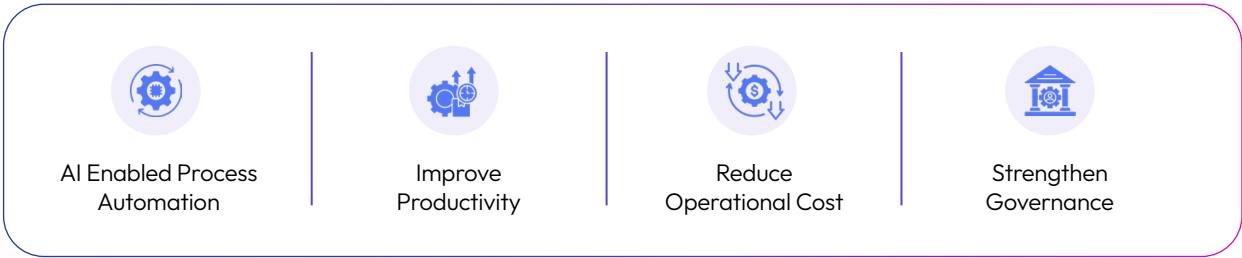 AI Enabled Process
Automation
Improve
Productivity
Reduce
Operational Cost
Strengthen
Governance